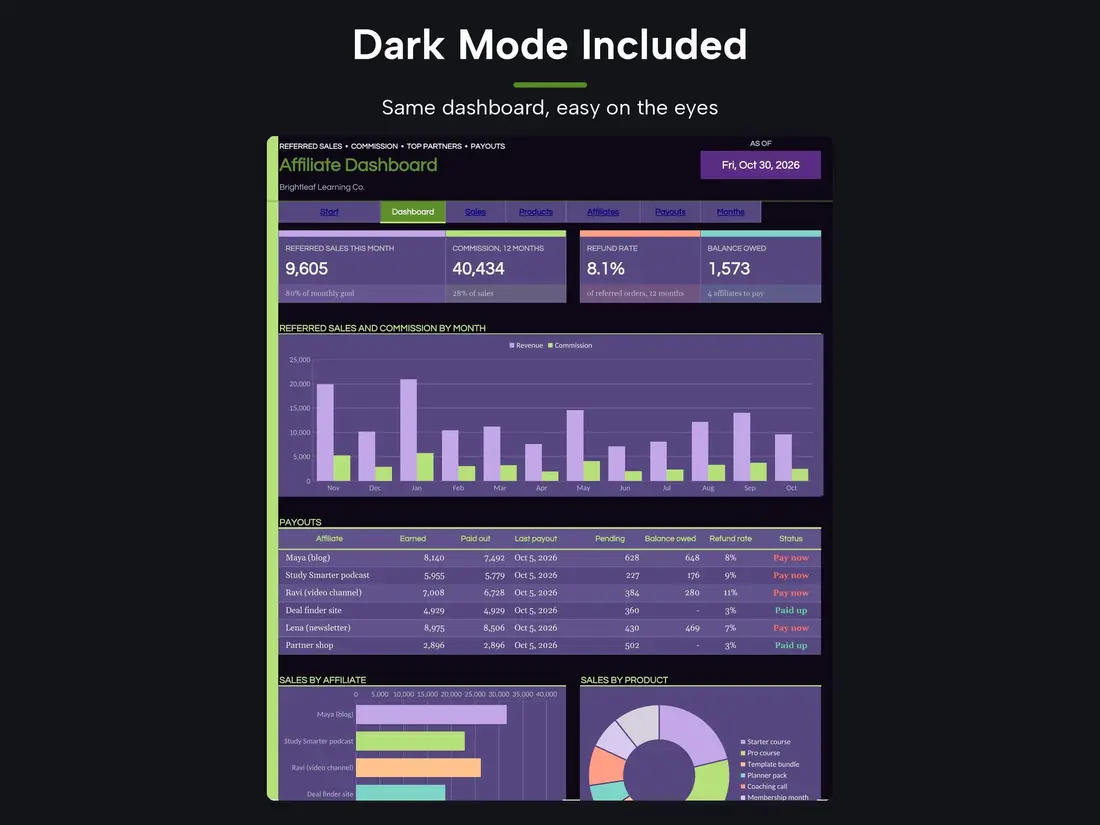 Dark Mode Included
Same dashboard, easy on the eyes
REFERRED SALES • COMMISSION • TOP PARTNERS • PAYOUTS
AS OF
Affiliate Dashboard
Fri, Oct 30, 2026
Brightleaf Learning Co.
Start Dashboard Sales Products Affiliates Payouts Months
REFERRED SALES THIS MONTH COMMISSION, 12 MONTHS REFUND RATE BALANCE OWED
9,605 40,434 8.1% 1,573
80% of monthly goal 28% of sales of referred orders, 12 months 4 affiliates to pay
REFERRED SALES AND COMMISSION BY MONTH
Revenue Commission
25,000
20,000
15,000
10,000
5,000
0
Nov Dec Jan Feb Mar Apr May Jun Jul Aug Sep Oct
PAYOUTS
Affiliate Earned Paid out Last payout Pending Balance owed Refund rate Status
Maya (blog) 8,140 7,492 Oct 5, 2026 628 648 8% Pay now
Study Smarter podcast 5,955 5,779 Oct 5, 2026 227 176 9% Pay now
Ravi (video channel) 7,008 6,728 Oct 5, 2026 384 280 11% Pay now
Deal finder site 4,929 4,929 Oct 5, 2026 360 - 3% Paid up
Lena (newsletter) 8,975 8,506 Oct 5, 2026 430 469 7% Pay now
Partner shop 2,896 2,896 Oct 5, 2026 502 - 3% Paid up
SALES BY AFFILIATE SALES BY PRODUCT
0 5,000 10,000 15,000 20,000 25,000 30,000 35,000 40,000
Maya (blog)
Study Smarter podcast
Ravi (video channel)
Deal finder site
Starter course
Pro course
Template bundle
Planner pack
Coaching call
Membership month